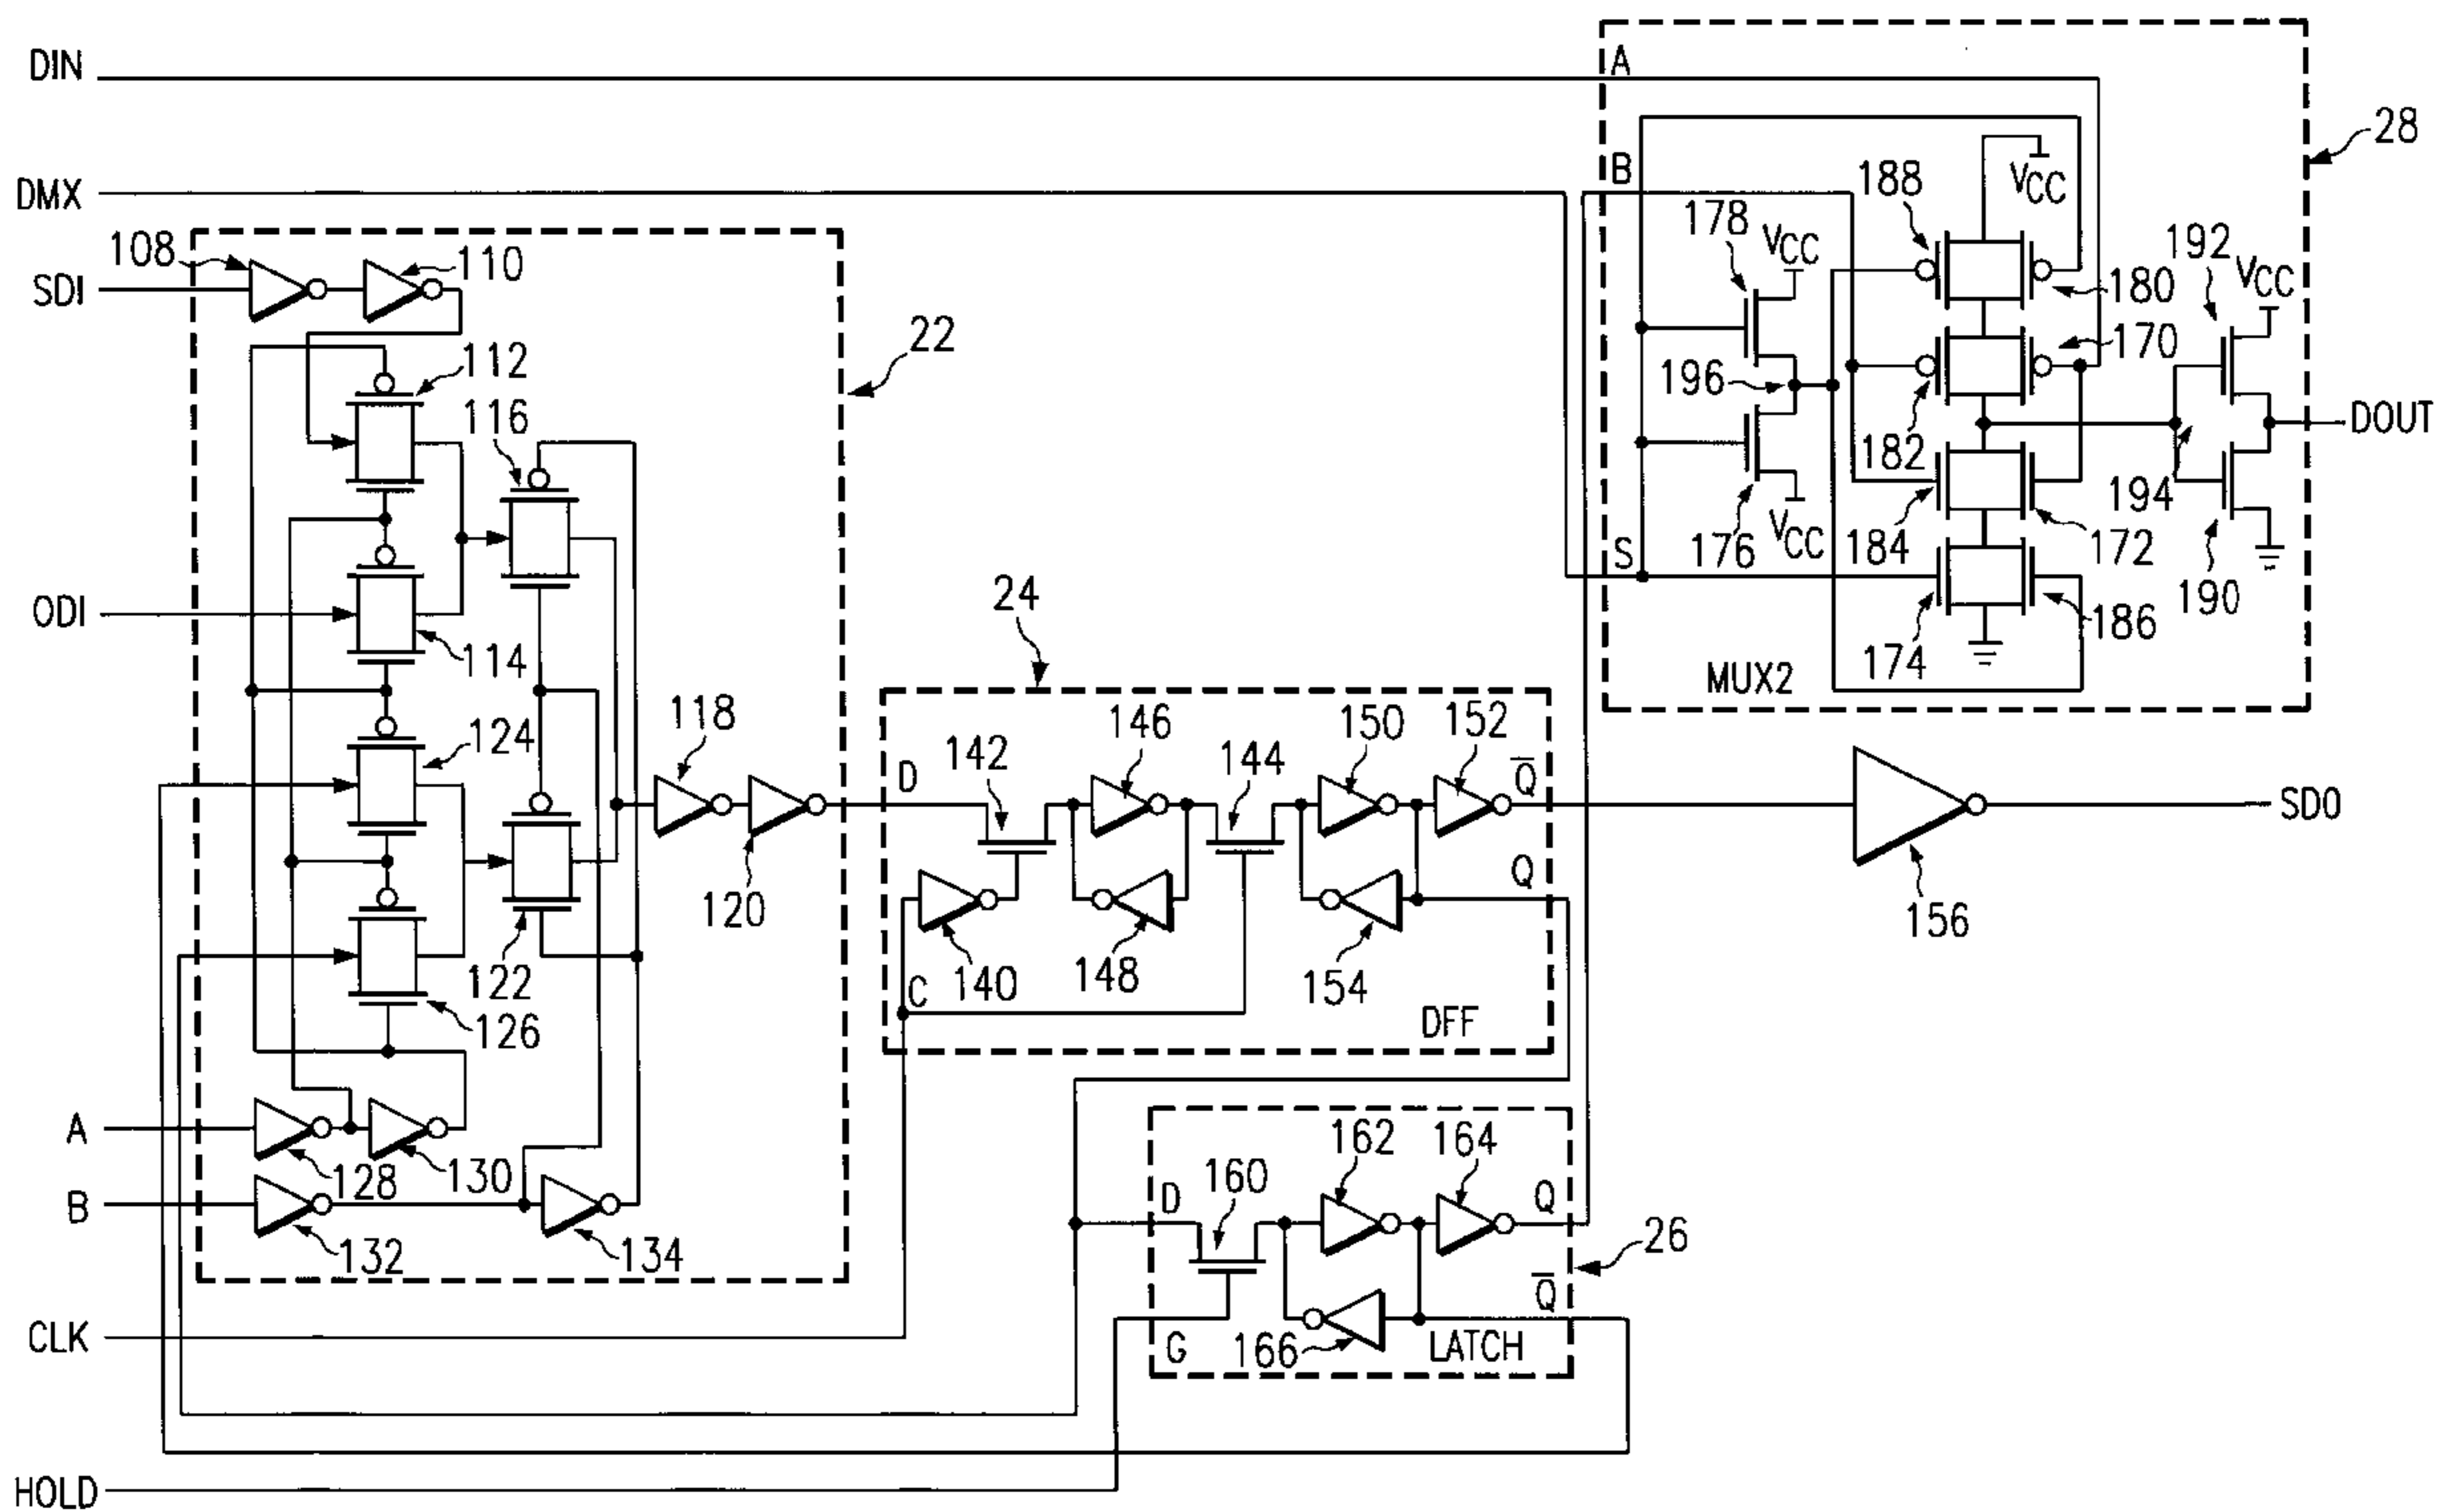 DIN
A
28
B
DMX
188
VCC
178
VCC
192
VCC
108
110
SDI
180
22
170
112
196
116
DOUT
182
194
S
176
VCC
184
172
24
ODI
190
186
114
174
MUX2
118
146
150
152
124
142
144
D
Q̅
SDO
Q
120
156
122
140
148
154
C
126
DFF
A
162
164
128
130
160
D
Q
B
26
132
134
Q̅
CLK
G
166
LATCH
HOLD